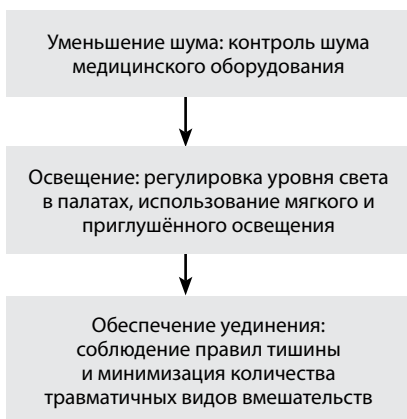 Уменьшение шума: контроль шума
медицинского оборудования
Освещение: регулировка уровня света
в палатах, использование мягкого и
приглушённого освещения
Обеспечение уединения:
соблюдение правил тишины
и минимизация количества
травматичных видов вмешательств